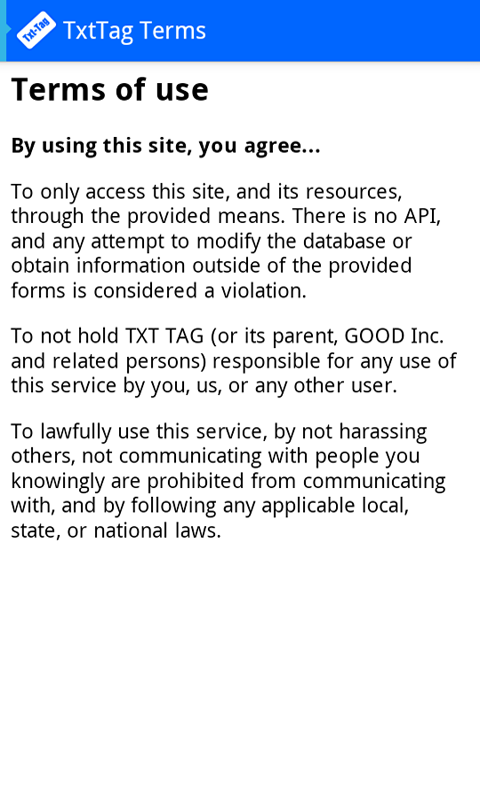 Txt-Tag
TxtTag Terms
Terms of use
By using this site, you agree...
To only access this site, and its resources,
through the provided means. There is no API,
and any attempt to modify the database or
obtain information outside of the provided
forms is considered a violation.
To not hold TXT TAG (or its parent, GOOD Inc.
and related persons) responsible for any use of
this service by you, us, or any other user.
To lawfully use this service, by not harassing
others, not communicating with people you
knowingly are prohibited from communicating
with, and by following any applicable local,
state, or national laws.